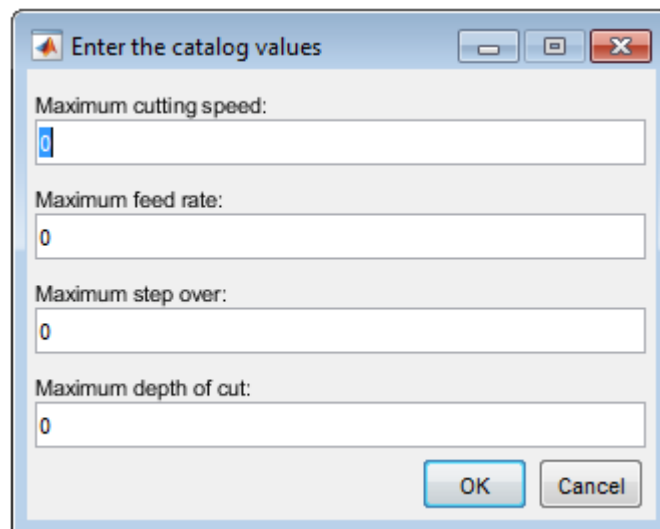 Enter the catalog values
Maximum cutting speed:
0
Maximum feed rate:
0
Maximum step over:
0
Maximum depth of cut:
0
OK Cancel